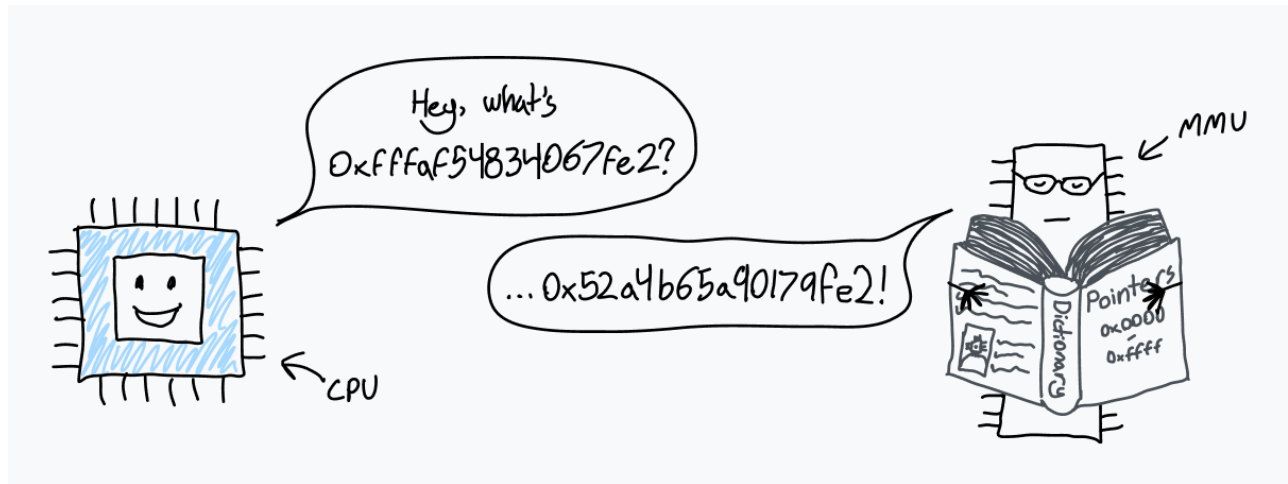 Hey, what's
0xfffaf54834067fe2?
MMU
...0x52a4b65a90179fe2!
CPU
Dictionary
Pointers
0x0000
-
0xffff